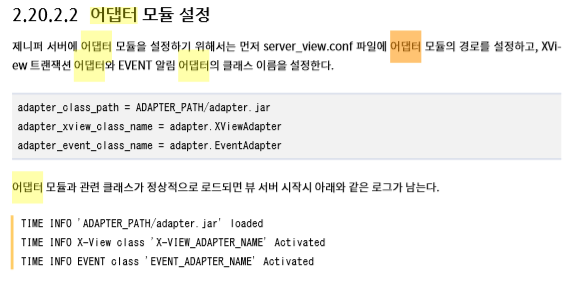 2.20.2.2 어댑터 모듈 설정
제니퍼 서버에 어댑터 모듈을 설정하기 위해서는 먼저 server_view.conf 파일에 어댑터 모듈의 경로를 설정하고, XVi-
ew 트랜잭션 어댑터와 EVENT 알림 어댑터의 클래스 이름을 설정한다.
adapter_class_path = ADAPTER_PATH/adapter.jar
adapter_xview_class_name = adapter.XViewAdapter
adapter_event_class_name = adapter.EventAdapter
어댑터 모듈과 관련 클래스가 정상적으로 로드되면 뷰 서버 시작시 아래와 같은 로그가 남는다.
TIME INFO 'ADAPTER_PATH/adapter.jar' loaded
TIME INFO X-View class 'X-VIEW_ADAPTER_NAME' Activated
TIME INFO EVENT class 'EVENT_ADAPTER_NAME' Activated